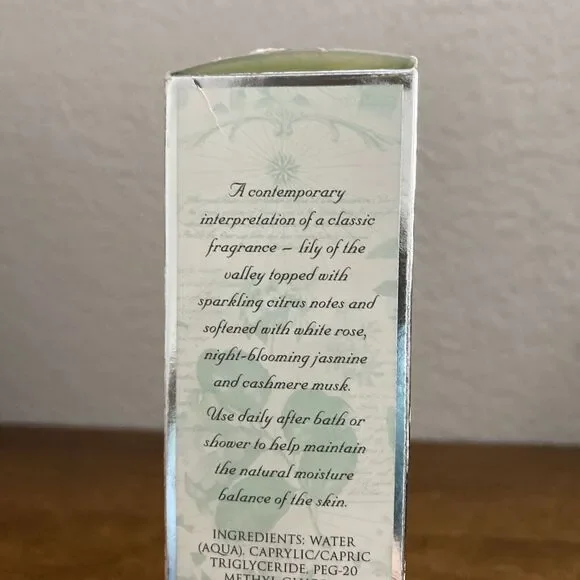 A contemporary
interpretation of a classic
fragrance – lily of the
valley topped with
sparkling citrus notes and
softened with white rose,
night-blooming jasmine
and cashmere musk.
Use daily after bath or
shower to help maintain
the natural moisture
balance of the skin.
INGREDIENTS: WATER
(AQUA), CAPRYLIC/CAPRIC
TRIGLYCERIDE, PEG-20
METHYL